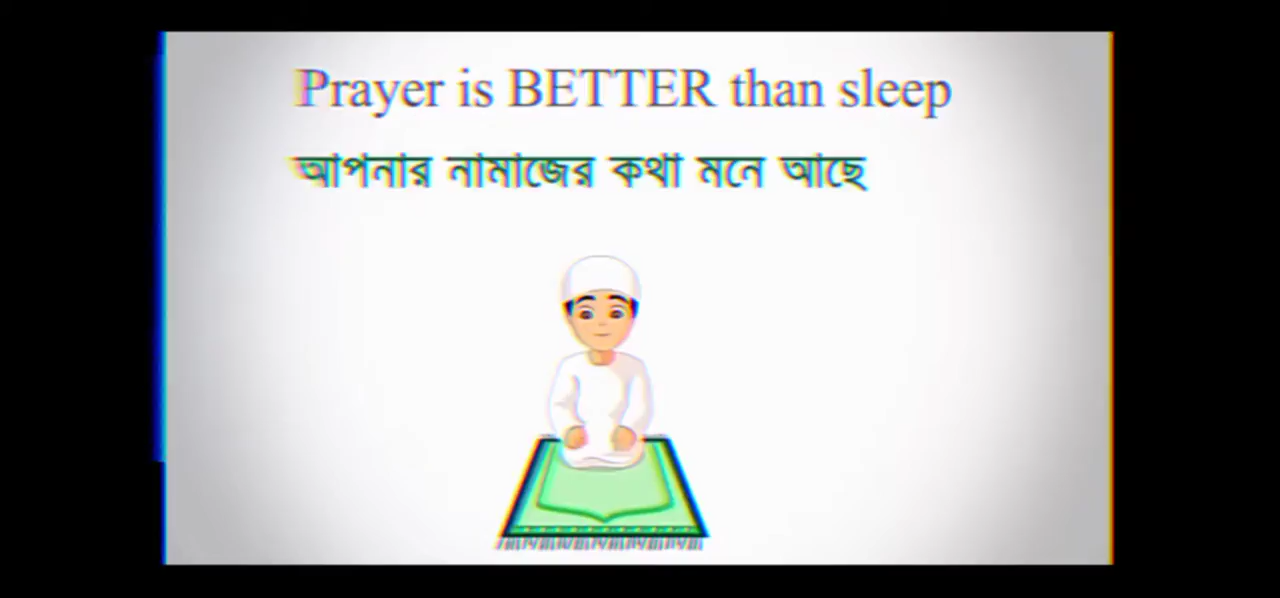 Prayer is BETTER than sleep
আপনার নামাজের কথা মনে আছে